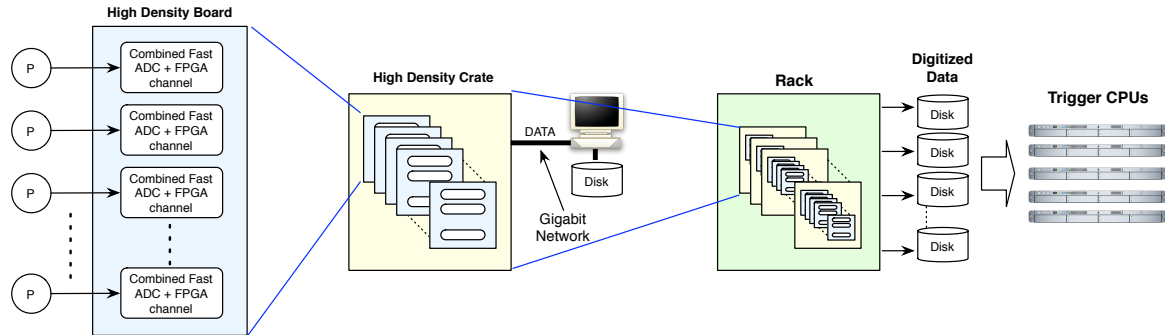 High Density Board
P
Combined Fast
ADC + FPGA
channel
P
Combined Fast
ADC + FPGA
channel
P
Combined Fast
ADC + FPGA
channel
P
Combined Fast
ADC + FPGA
channel
High Density Crate
DATA
Disk
Gigabit
Network
Rack
Digitized
Data
Disk
Disk
Disk
Disk
Trigger CPUs